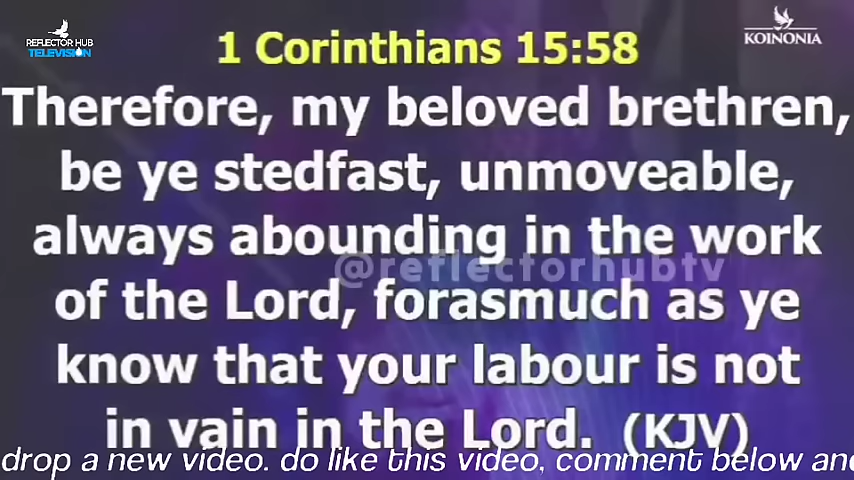 REFLECTOR HUB
TELEVISION
KOINONIA
1 Corinthians 15:58
Therefore, my beloved brethren,
be ye stedfast, unmoveable,
always abounding in the work
@reflectorhubtv
of the Lord, forasmuch as ye
know that your labour is not
in vain in the Lord. (KJV)
drop a new video. do like this video, comment below and